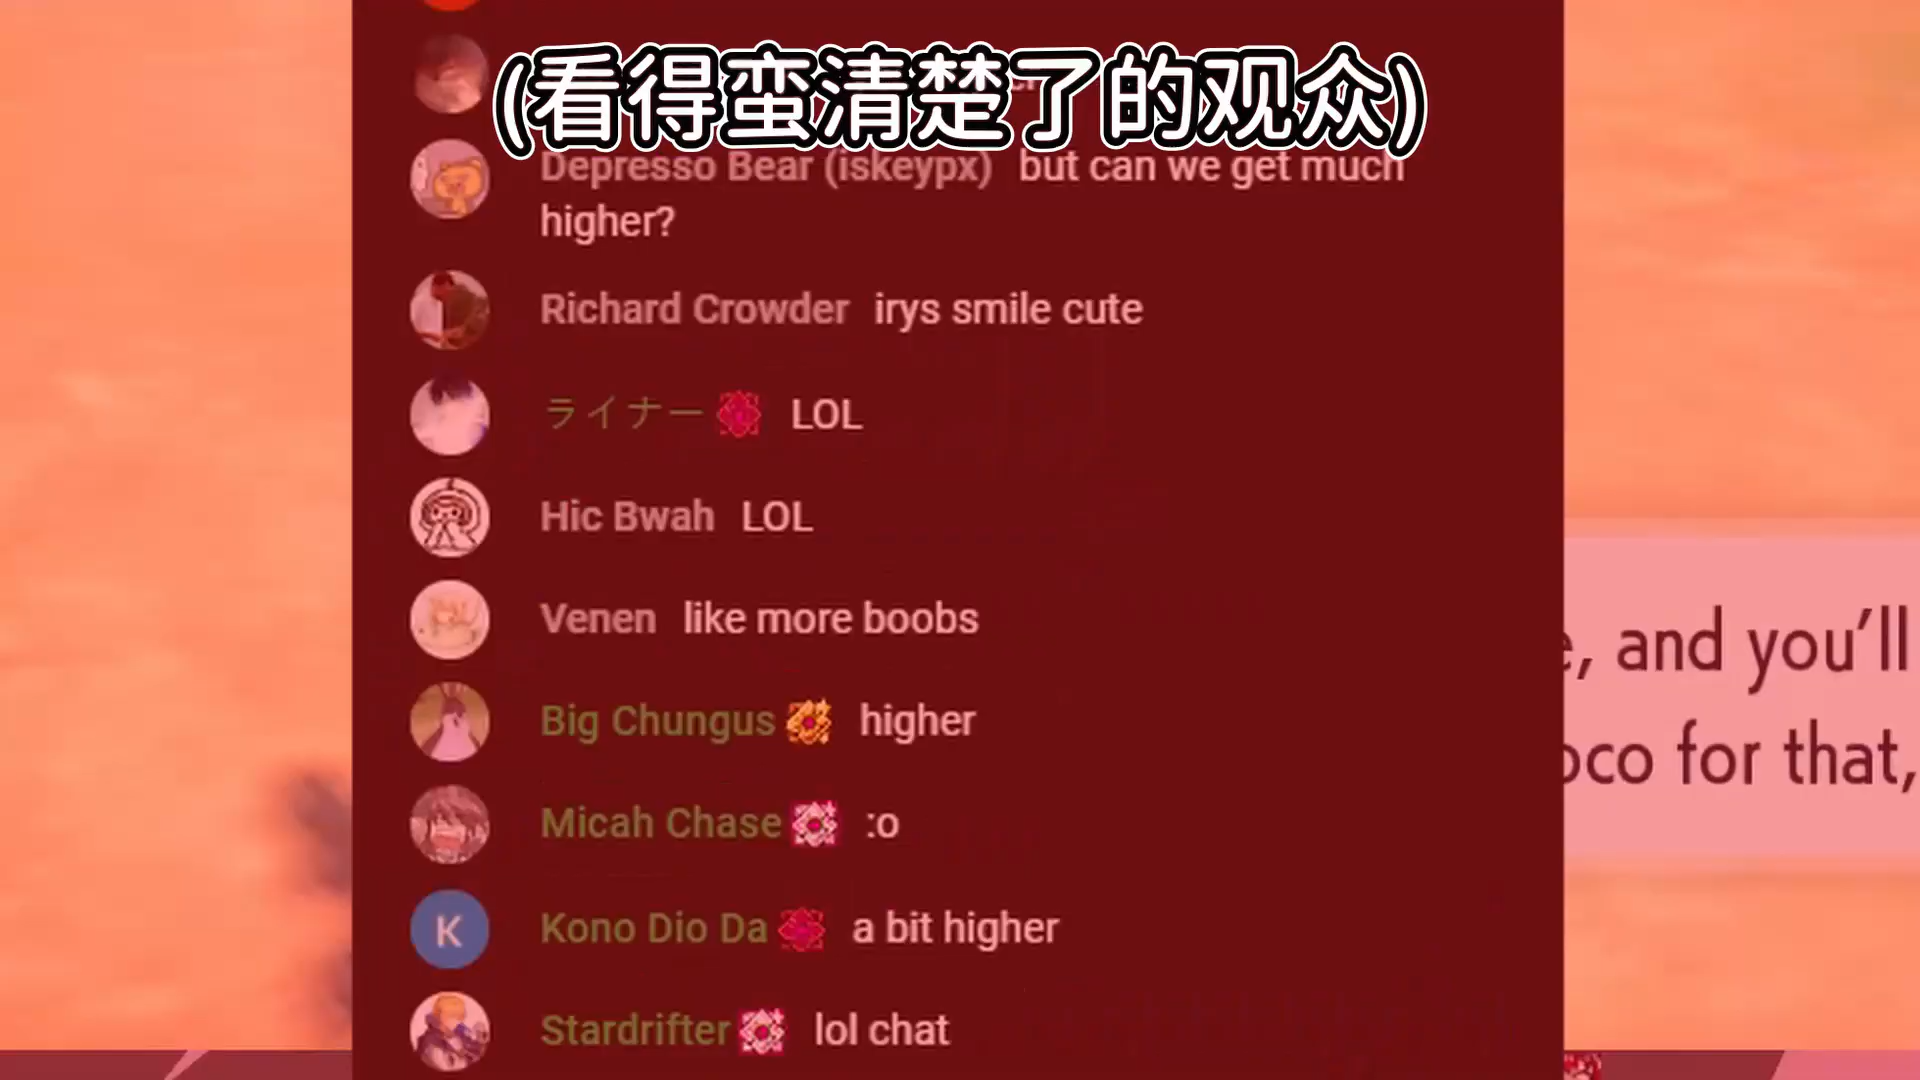 (看得蛮清楚了的观众)
Depresso Bear (iskeypx) but can we get much
higher?
Richard Crowder irys smile cute
ライナー LOL
Hic Bwah LOL
Venen like more boobs
Big Chungus higher
, and you'll
Micah Chase :o
oco for that,
K Kono Dio Da a bit higher
Stardrifter lol chat